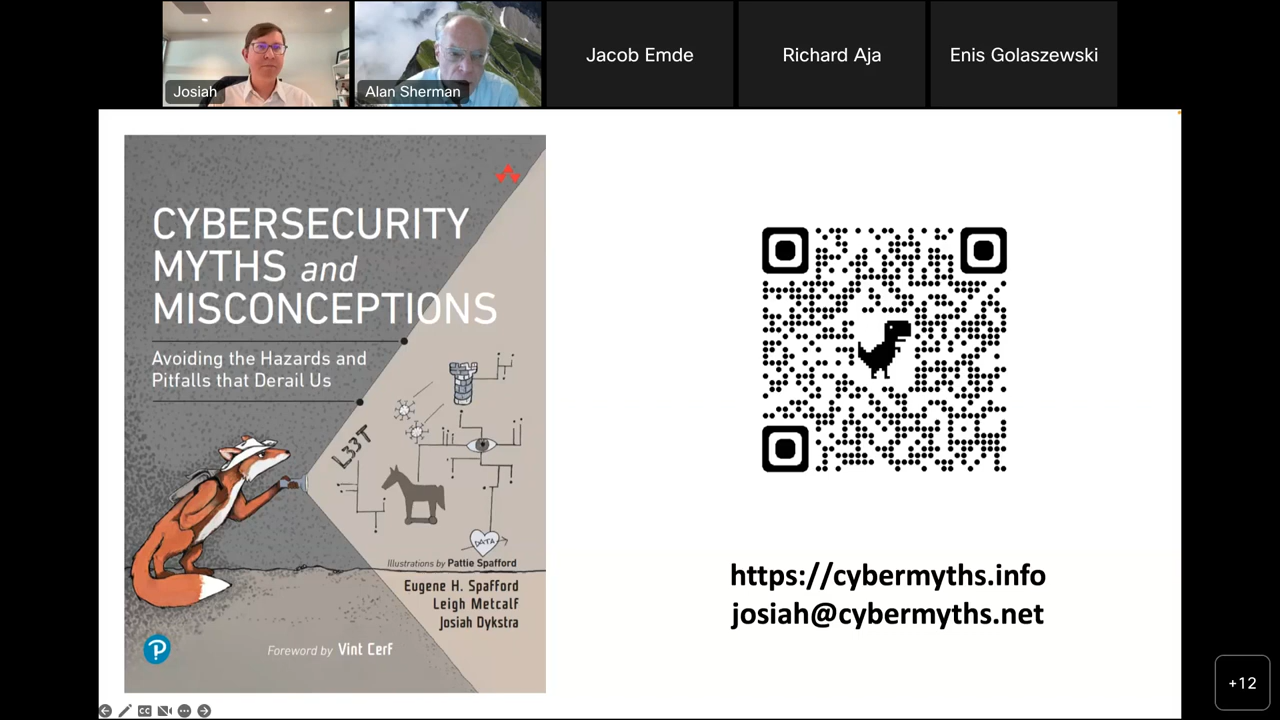 Josiah
Alan Sherman
Jacob Emde
Richard Aja
Enis Golaszewski
CYBERSECURITY
MYTHS and
MISCONCEPTIONS
Avoiding the Hazards and
Pitfalls that Derail Us
L33T
DATA
Illustrations by Pattie Spafford
Eugene H. Spafford
Leigh Metcalf
Josiah Dykstra
Foreword by Vint Cerf
P
https://cybermyths.info
josiah@cybermyths.net
CC
+12